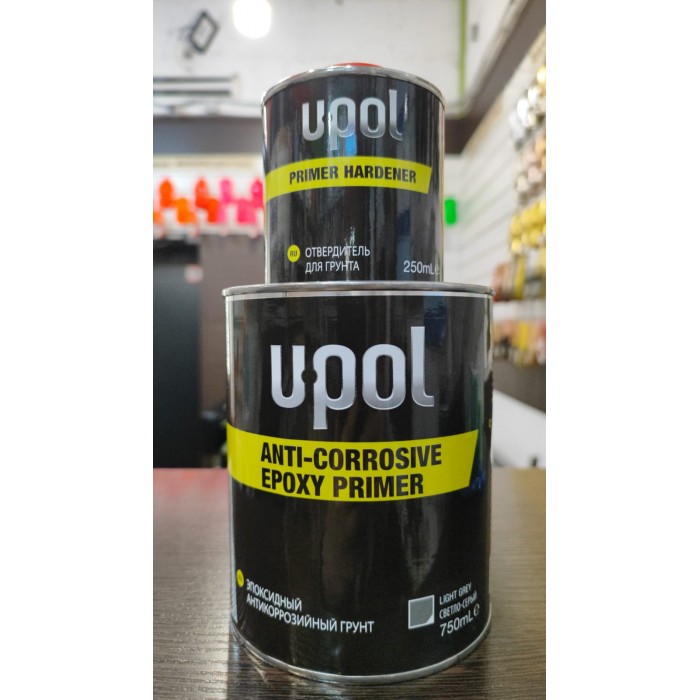 upol
PRIMER HARDENER
RU
ОТВЕРДИТЕЛЬ
ДЛЯ ГРУНТА
250mL
upol
ANTI-CORROSIVE
EPOXY PRIMER
ЭПОКСИДНЫЙ
АНТИКОРРОЗИЙНЫЙ ГРУНТ
LIGHT GREY
СВЕТЛО-СЕРЫЙ
750mL℮